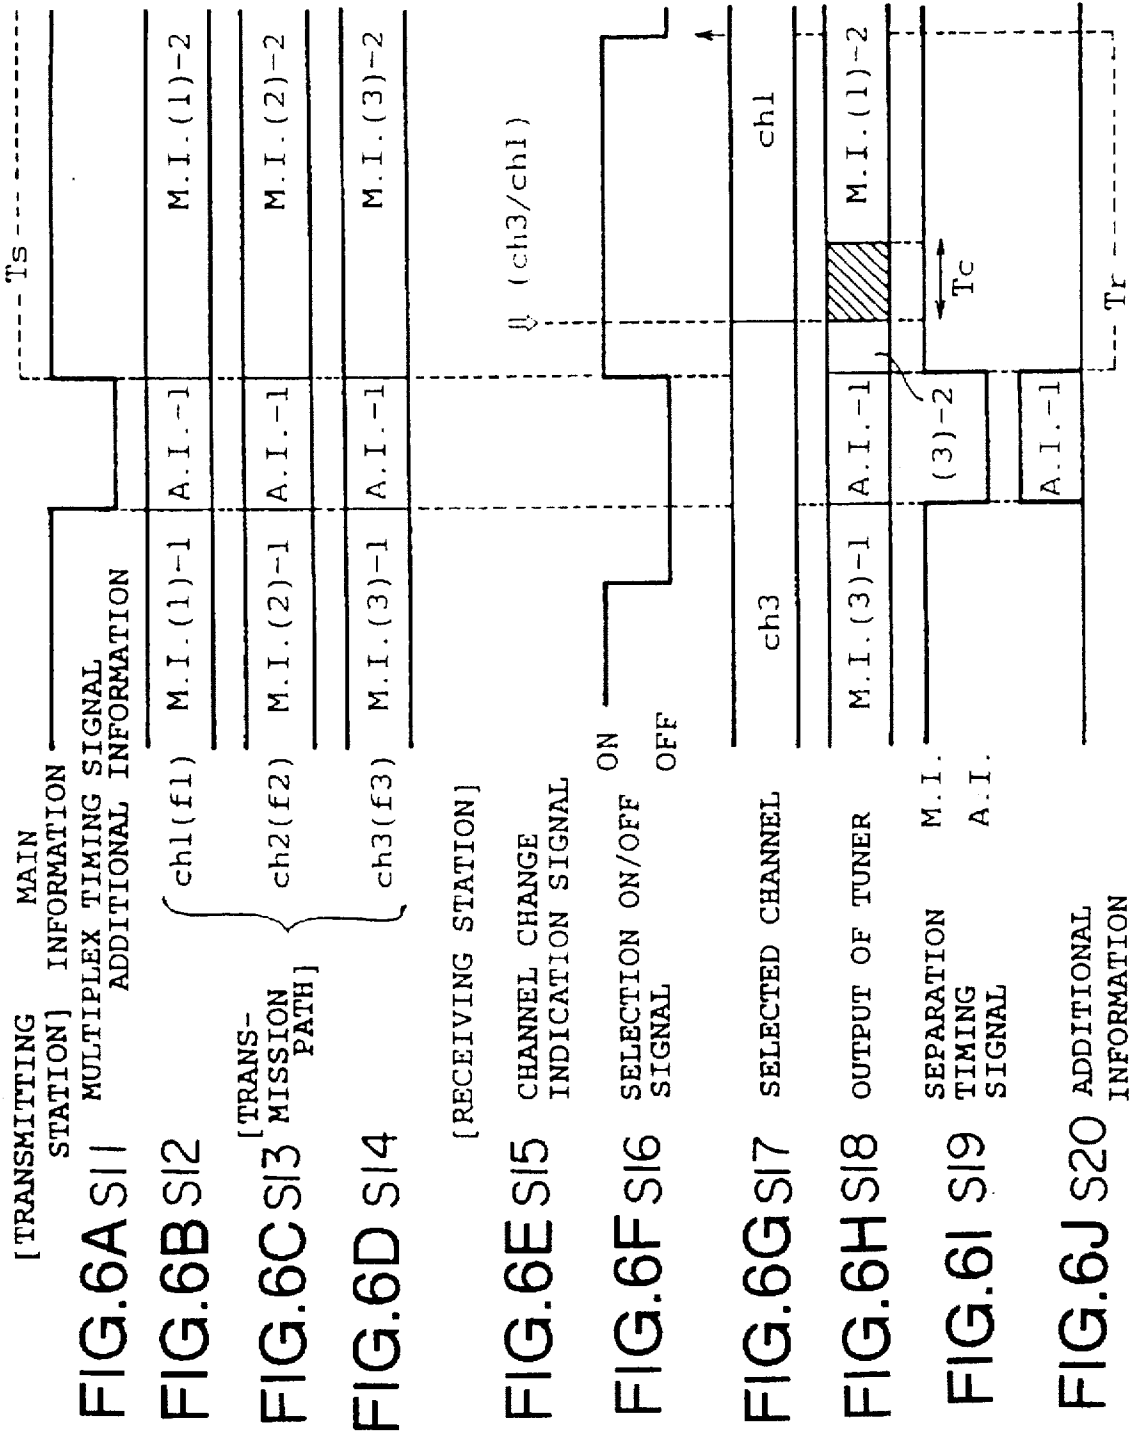 [TRANSMITTING
STATION]
MAIN
INFORMATION
Ts
FIG.6A S11
MULTIPLEX TIMING SIGNAL
ADDITIONAL INFORMATION
FIG.6B S12
ch1(f1)
M.I.(1)-1
A.I.-1
M.I.(1)-2
[TRANS-
MISSION
PATH]
FIG.6C S13
ch2(f2)
M.I.(2)-1
A.I.-1
M.I.(2)-2
FIG.6D S14
ch3(f3)
M.I.(3)-1
A.I.-1
M.I.(3)-2
[RECEIVING STATION]
FIG.6E S15
CHANNEL CHANGE
INDICATION SIGNAL
⇓ (ch3/ch1)
FIG.6F S16
SELECTION ON/OFF
SIGNAL
ON
OFF
FIG.6G S17
SELECTED CHANNEL
ch3
ch1
FIG.6H S18
OUTPUT OF TUNER
M.I.(3)-1
A.I.-1
M.I.(1)-2
FIG.6I S19
SEPARATION
TIMING
SIGNAL
M.I.
A.I.
(3)-2
Tc
FIG.6J S20
ADDITIONAL
INFORMATION
A.I.-1
Tr